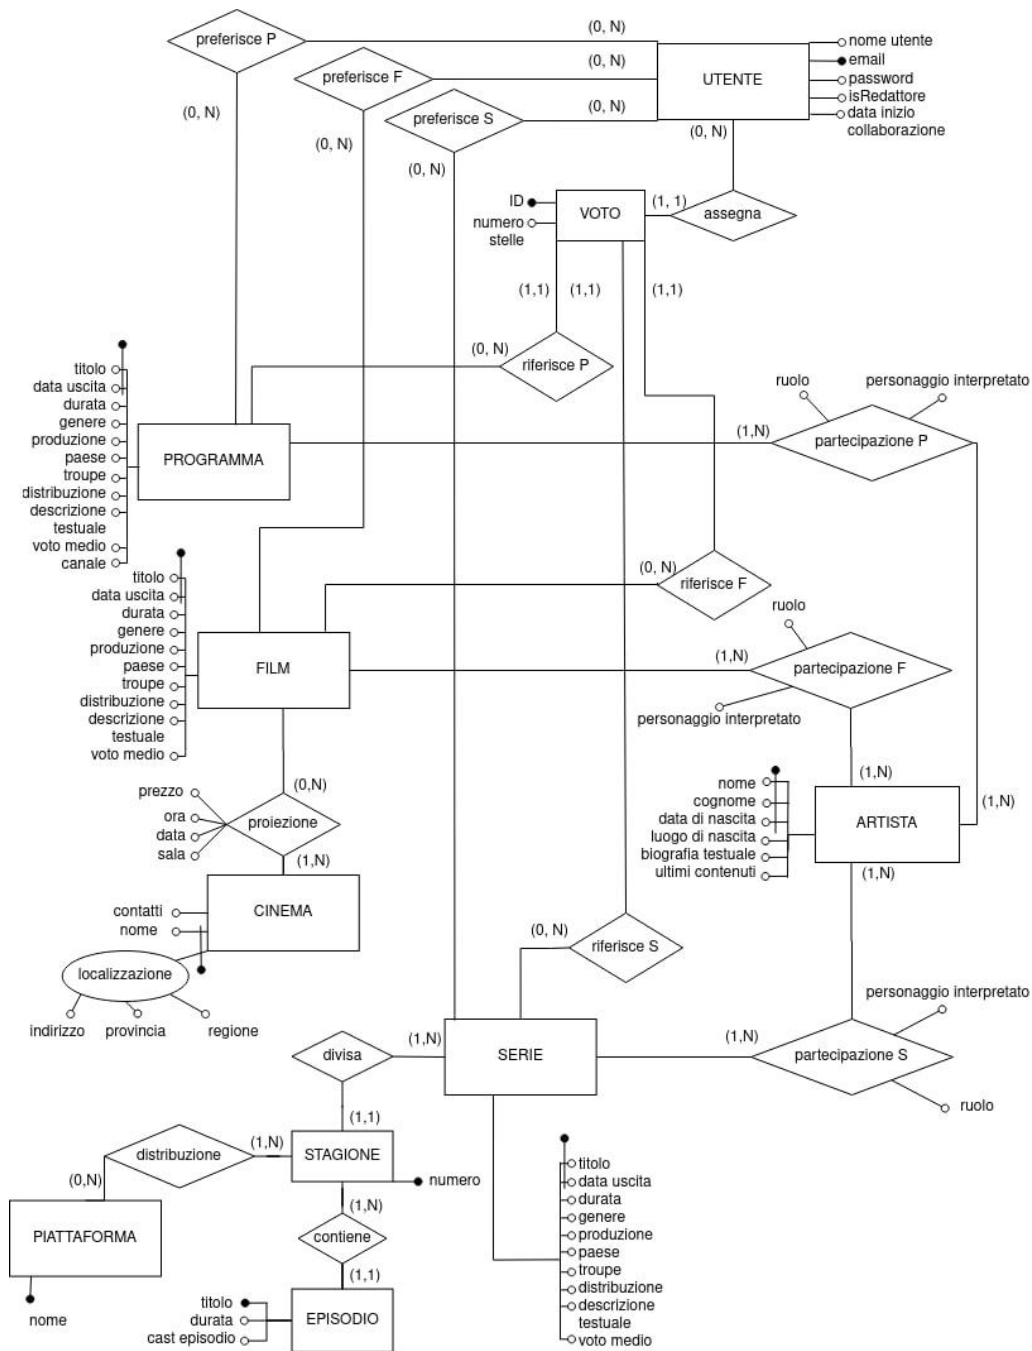 preferisce P
(0, N)
nome utente
email
password
isRedattore
data inizio
collaborazione
UTENTE
preferisce F
(0, N)
preferisce S
(0, N)
(0, N)
(0, N)
(0, N)
(0, N)
ID
numero
stelle
VOTO
(1, 1)
assegna
(1,1)
(1,1)
(1,1)
(0, N)
riferisce P
titolo
data uscita
durata
genere
produzione
paese
troupe
distribuzione
descrizione
testuale
voto medio
canale
PROGRAMMA
ruolo
personaggio interpretato
(1,N)
partecipazione P
titolo
data uscita
durata
genere
produzione
paese
troupe
distribuzione
descrizione
testuale
voto medio
FILM
(0, N)
riferisce F
ruolo
(1,N)
partecipazione F
personaggio interpretato
(0,N)
prezzo
ora
data
sala
proiezione
(1,N)
(1,N)
nome
cognome
data di nascita
luogo di nascita
biografia testuale
ultimi contenuti
ARTISTA
(1,N)
(1,N)
contatti
nome
CINEMA
localizzazione
indirizzo
provincia
regione
(0, N)
riferisce S
personaggio interpretato
divisa
(1,N)
SERIE
(1,N)
partecipazione S
ruolo
(1,1)
distribuzione
(1,N)
STAGIONE
numero
(0,N)
PIATTAFORMA
nome
(1,N)
contiene
(1,1)
titolo
durata
cast episodio
EPISODIO
titolo
data uscita
durata
genere
produzione
paese
troupe
distribuzione
descrizione
testuale
voto medio